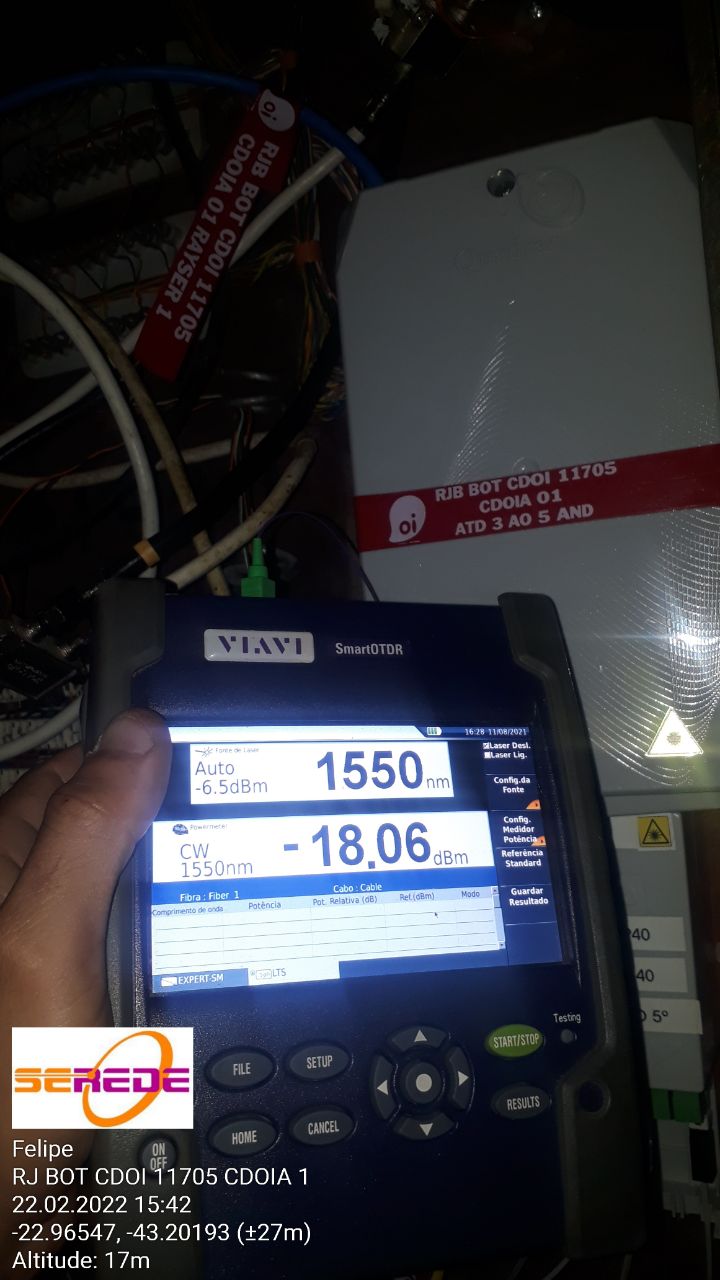 oi
RJB BOT CDOI 11705
CDOIA 01 RAYSER 1
oi
RJB BOT CDOI 11705
CDOIA 01
ATD 3 AO 5 AND
VIAVI
SmartOTDR
16:28 11/08/2021
Fonte de Laser
Auto
-6.5dBm
1550nm
Laser Desl.
Laser Lig.
Config.da
Fonte
Powermeter
CW
1550nm
-18.06dBm
Config.
Medidor
Potência
Referência
Standard
Guardar
Resultado
Fibra : Fiber 1
Cabo : Cable
Comprimento de onda
Potência
Pot. Relativa (dB)
Ref.(dBm)
Modo
EXPERT-SM
LTS
40
40
5º
Testing
START/STOP
FILE
SETUP
RESULTS
HOME
CANCEL
ON
OFF
SEREDE
Felipe
RJ BOT CDOI 11705 CDOIA 1
22.02.2022 15:42
-22.96547, -43.20193 (±27m)
Altitude: 17m